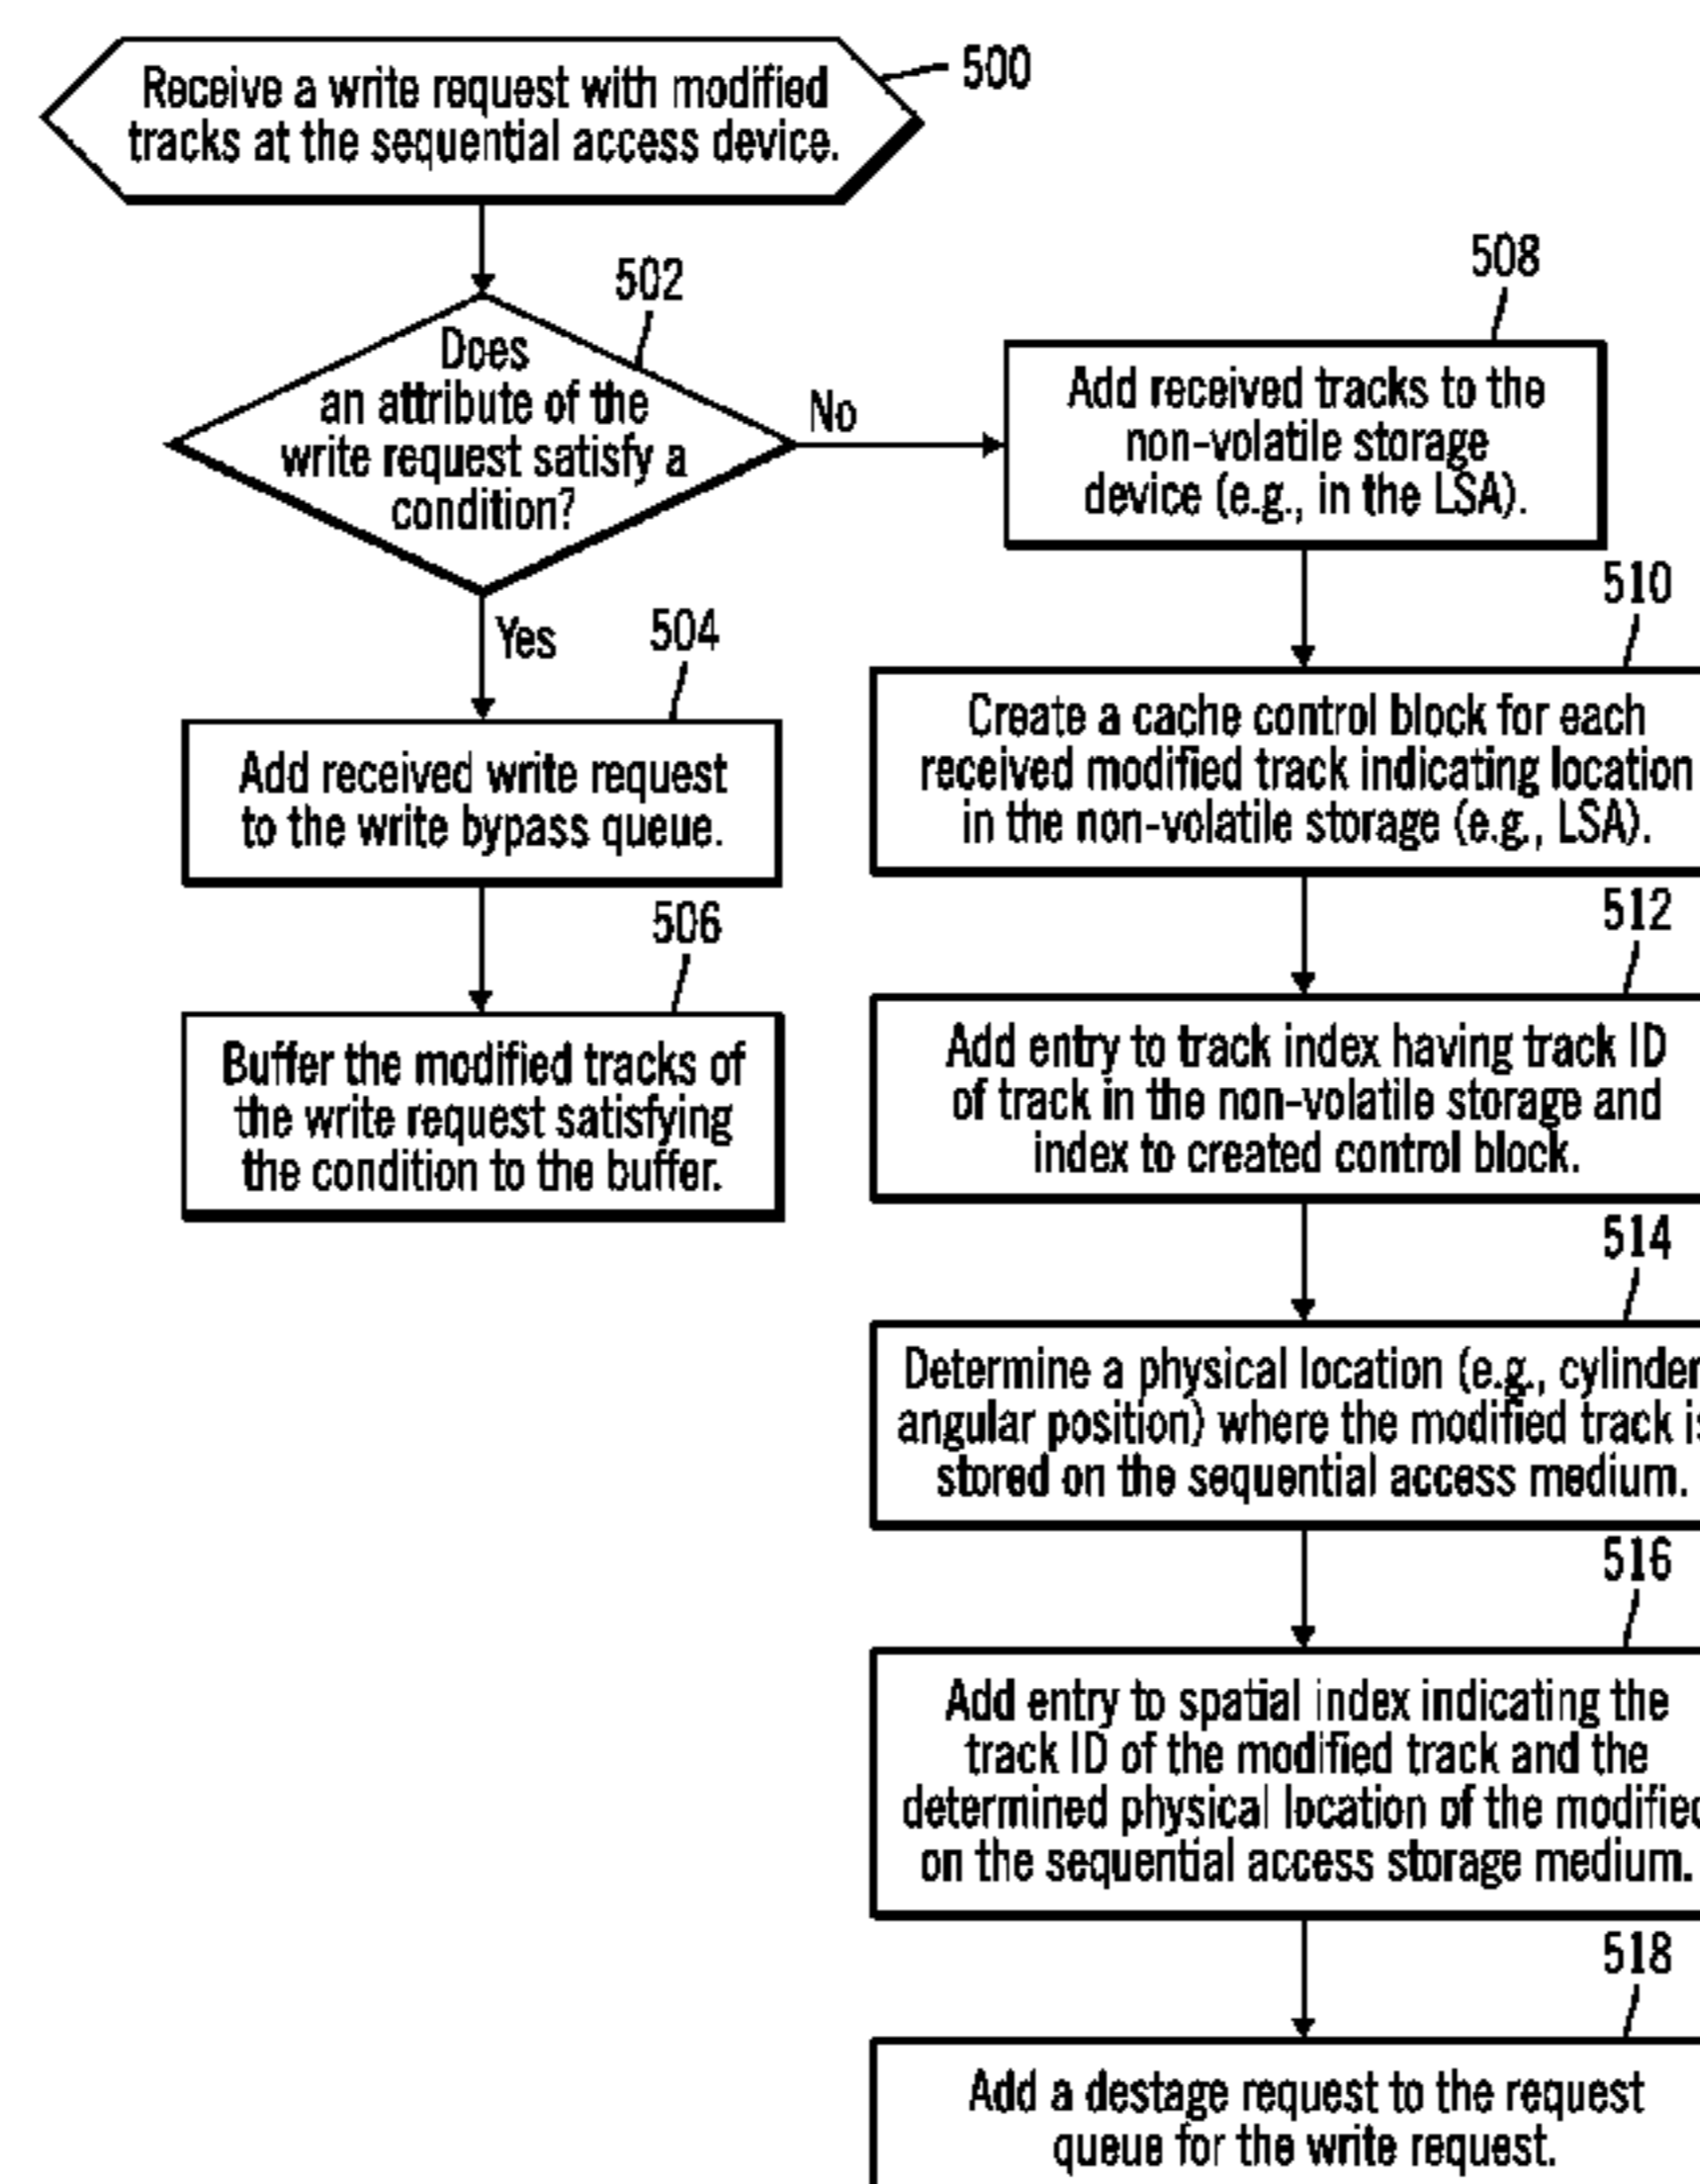 Receive a write request with modified
tracks at the sequential access device.
500
502
Does
an attribute of the
write request satisfy a
condition?
No
Yes
504
Add received write request
to the write bypass queue.
506
Buffer the modified tracks of
the write request satisfying
the condition to the buffer.
508
Add received tracks to the
non-volatile storage
device (e.g., in the LSA).
510
Create a cache control block for each
received modified track indicating location
in the non-volatile storage (e.g., LSA).
512
Add entry to track index having track ID
of track in the non-volatile storage and
index to created control block.
514
Determine a physical location (e.g., cylinder
angular position) where the modified track is
stored on the sequential access medium.
516
Add entry to spatial index indicating the
track ID of the modified track and the
determined physical location of the modified
on the sequential access storage medium.
518
Add a destage request to the request
queue for the write request.